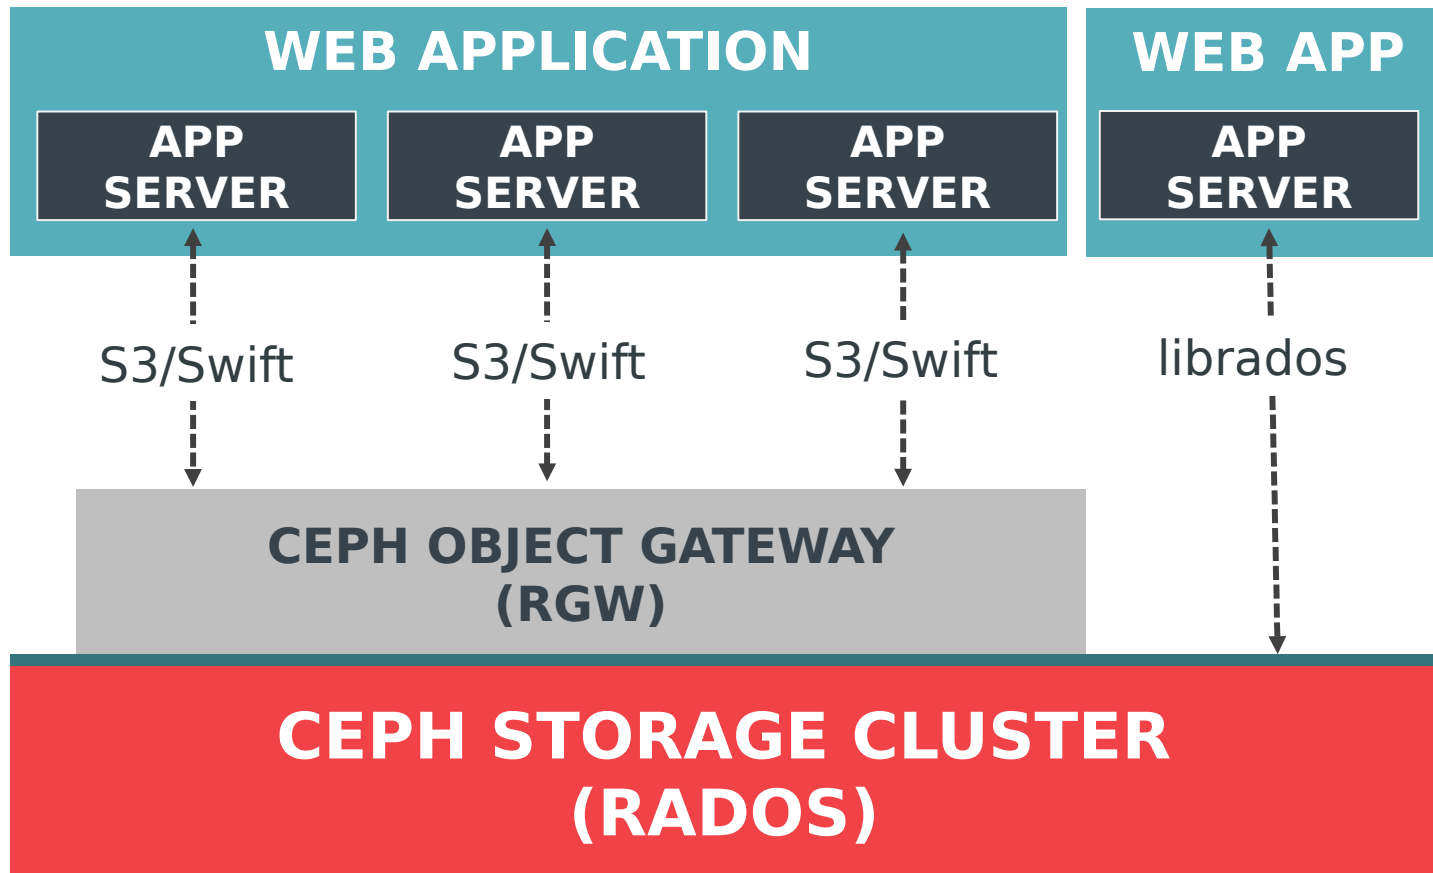 WEB APPLICATION
WEB APP
APP
SERVER
APP
SERVER
APP
SERVER
APP
SERVER
S3/Swift
S3/Swift
S3/Swift
librados
CEPH OBJECT GATEWAY
(RGW)
CEPH STORAGE CLUSTER
(RADOS)